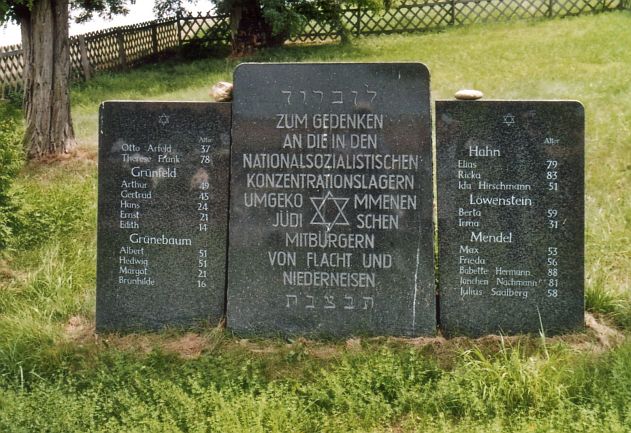 Alter
Otto Arfeld 37
Therese Frank 78
Grünfeld
Arthur 49
Gertrud 45
Hans 24
Ernst 21
Edith 14
Grünebaum
Albert 51
Hedwig 51
Margot 21
Brunhilde 16
ZUM GEDENKEN
AN DIE IN DEN
NATIONALSOZIALISTISCHEN
KONZENTRATIONSLAGERN
UMGEKO MMENEN
JÜDI SCHEN
MITBÜRGERN
VON FLACHT UND
NIEDERNEISEN
Alter
Hahn
Elias 79
Ricka 83
Ida Hirschmann 51
Löwenstein
Berta 59
Irma 31
Mendel
Max 53
Frieda 56
Babette Hermann 88
Janchen Nachmann 81
Julius Saalberg 58